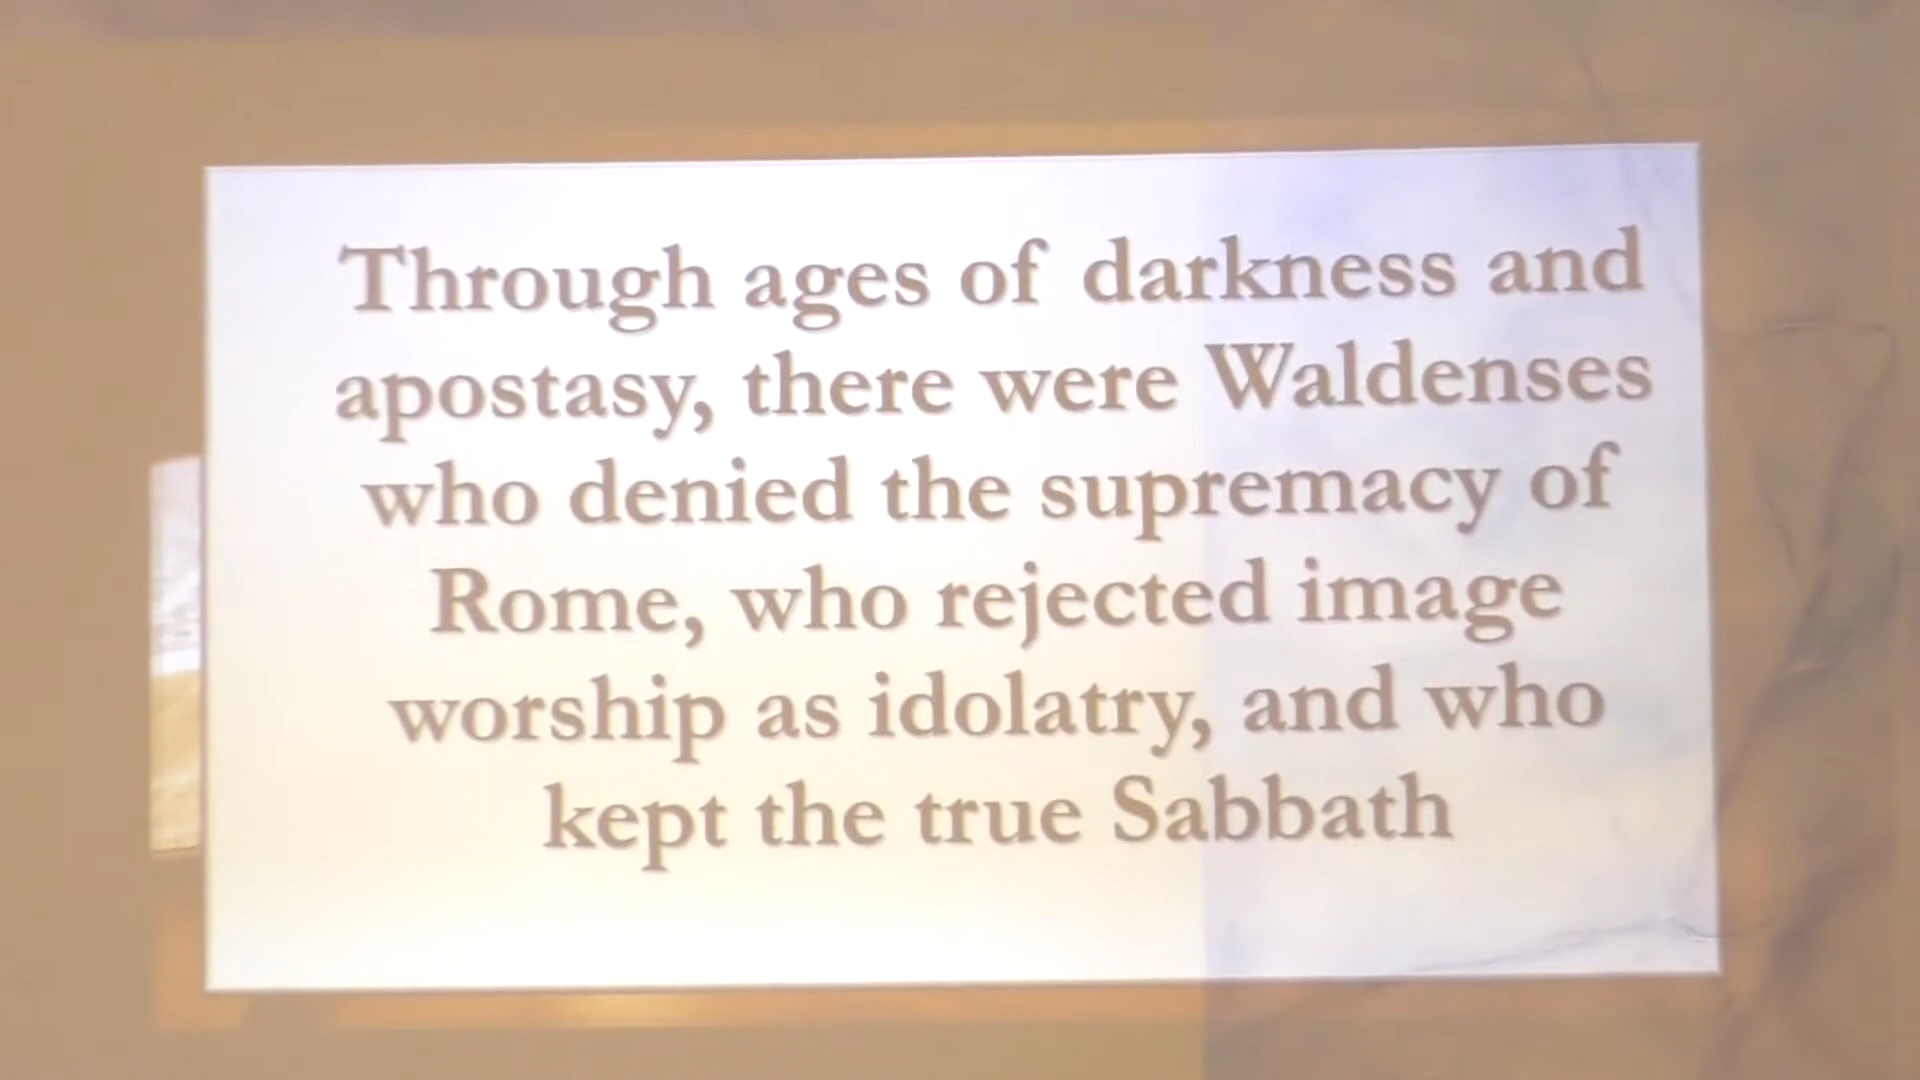 Through ages of darkness and
apostasy, there were Waldenses
who denied the supremacy of
Rome, who rejected image
worship as idolatry, and who
kept the true Sabbath